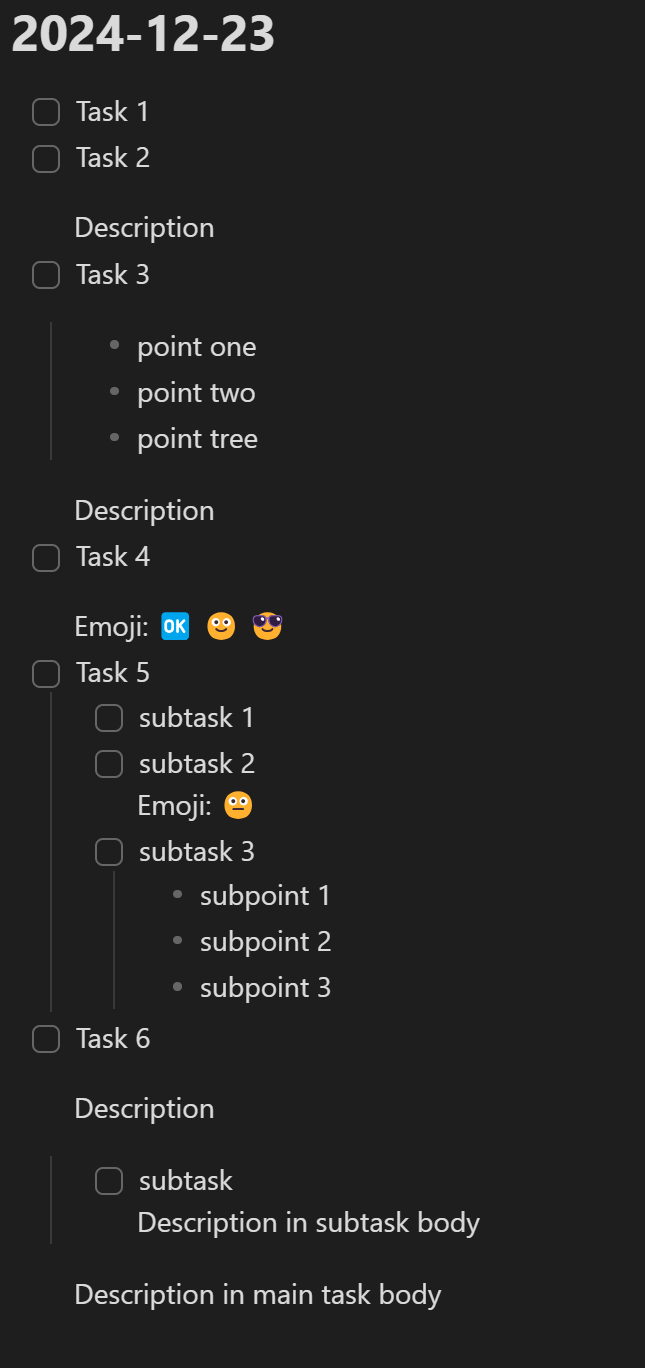 2024-12-23
Task 1
Task 2
Description
Task 3
point one
point two
point tree
Description
Task 4
Emoji: 🆗 🙂 😎
Task 5
subtask 1
subtask 2
Emoji: 😐
subtask 3
subpoint 1
subpoint 2
subpoint 3
Task 6
Description
subtask
Description in subtask body
Description in main task body